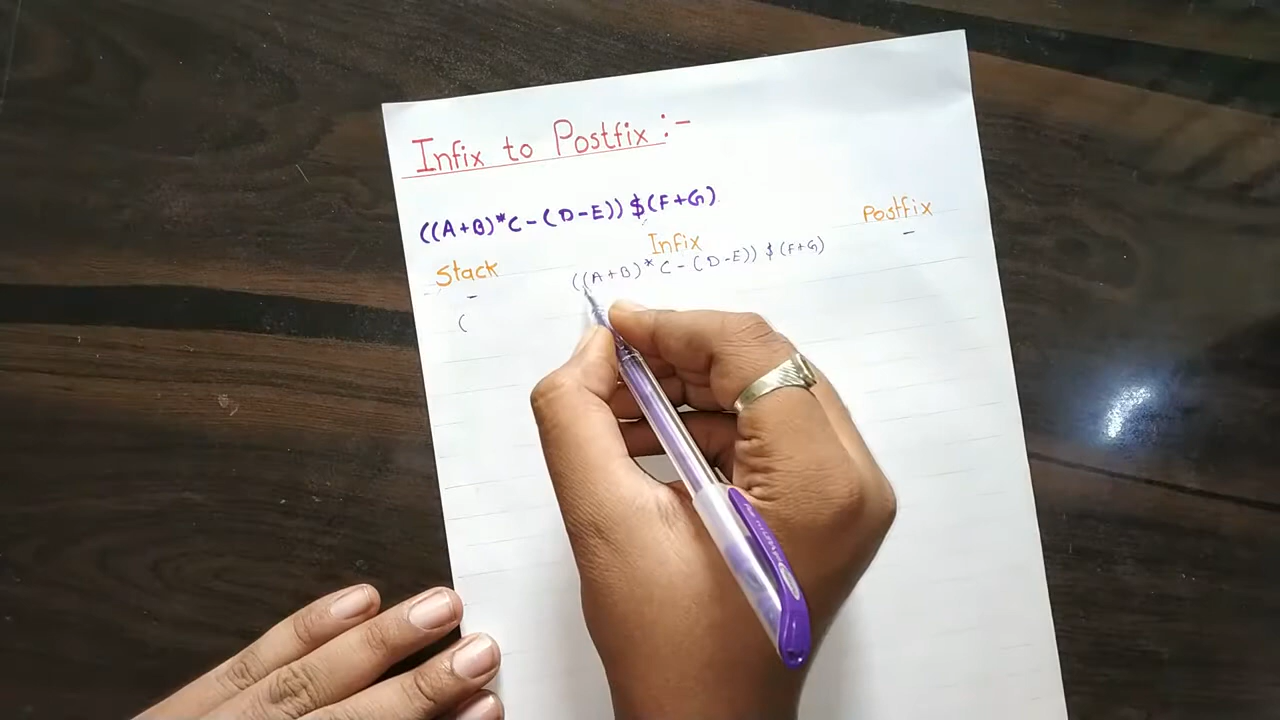 Infix to Postfix :-
((A+B)*C-(D-E))$(F+G)
Stack Infix Postfix
- ((A+B)*C-(D-E))$(F+G) -
(